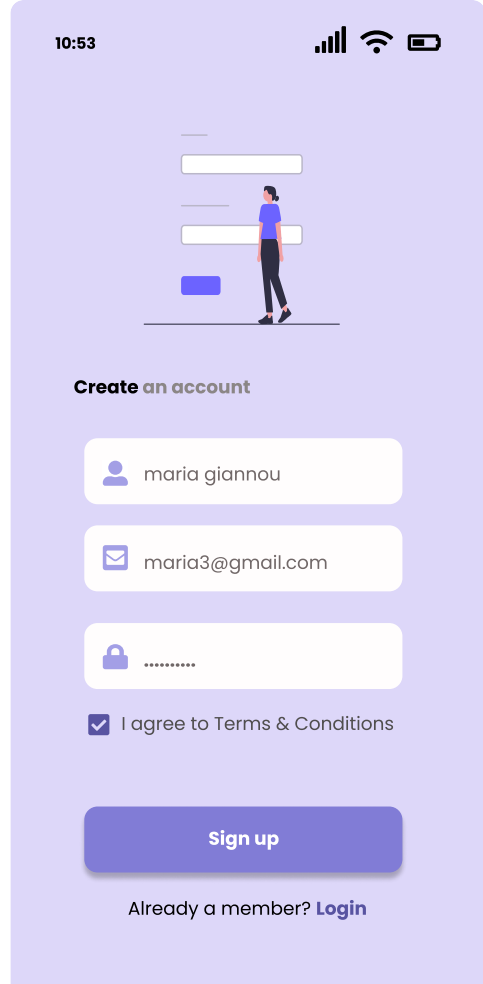 10:53
Create an account
maria giannou
maria3@gmail.com
••••••••••
I agree to Terms & Conditions
Sign up
Already a member? Login